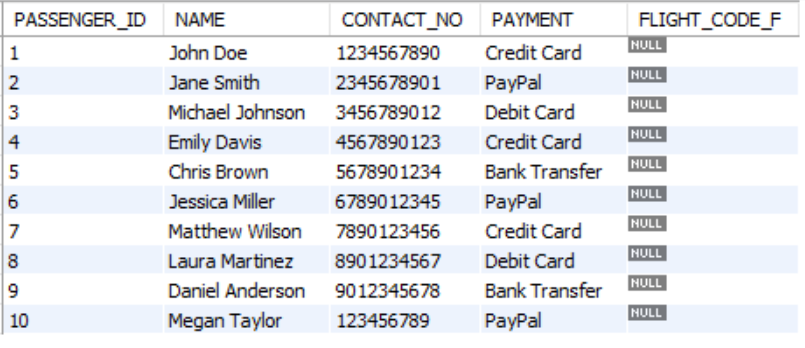 PASSENGER_ID NAME CONTACT_NO PAYMENT FLIGHT_CODE_F
1 John Doe 1234567890 Credit Card NULL
2 Jane Smith 2345678901 PayPal NULL
3 Michael Johnson 3456789012 Debit Card NULL
4 Emily Davis 4567890123 Credit Card NULL
5 Chris Brown 5678901234 Bank Transfer NULL
6 Jessica Miller 6789012345 PayPal NULL
7 Matthew Wilson 7890123456 Credit Card NULL
8 Laura Martinez 8901234567 Debit Card NULL
9 Daniel Anderson 9012345678 Bank Transfer NULL
10 Megan Taylor 123456789 PayPal NULL